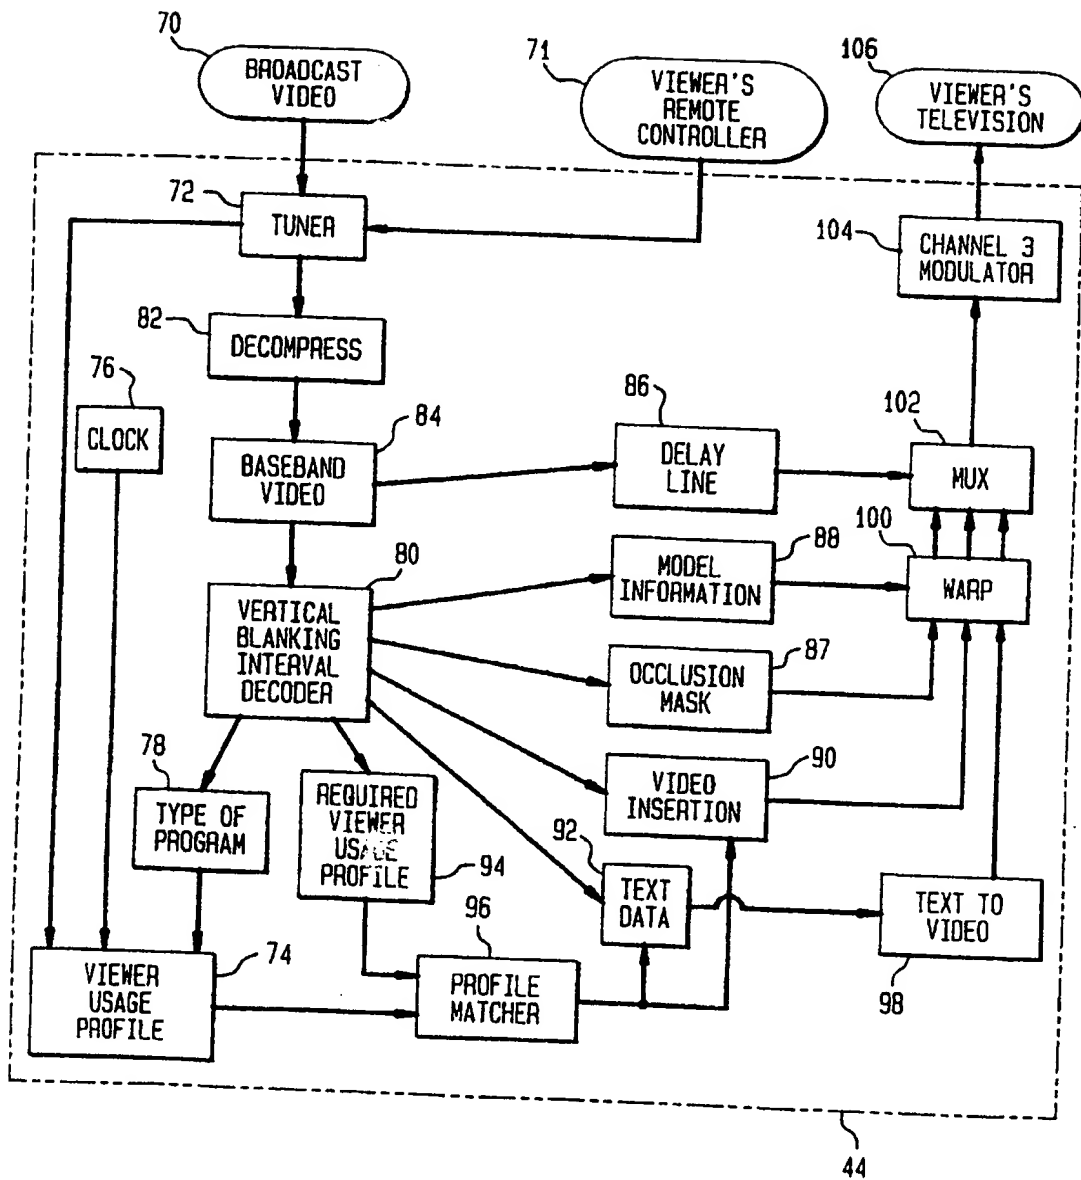 70
BROADCAST
VIDEO
71
VIEWER'S
REMOTE
CONTROLLER
106
VIEWER'S
TELEVISION
72
TUNER
104
CHANNEL 3
MODULATOR
82
DECOMPRESS
76
CLOCK
84
BASEBAND
VIDEO
86
DELAY
LINE
102
MUX
80
VERTICAL
BLANKING
INTERVAL
DECODER
88
MODEL
INFORMATION
100
WARP
87
OCCLUSION
MASK
78
TYPE OF
PROGRAM
REQUIRED
VIEWER
USAGE
PROFILE
94
90
VIDEO
INSERTION
92
TEXT
DATA
TEXT TO
VIDEO
98
74
VIEWER
USAGE
PROFILE
96
PROFILE
MATCHER
44